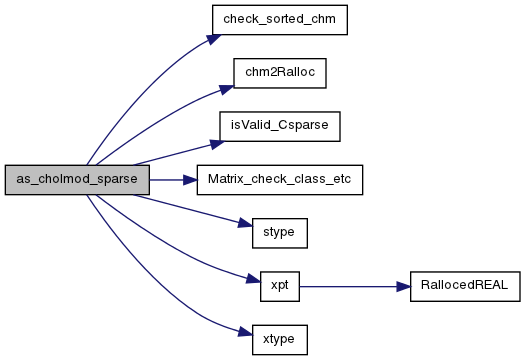 check_sorted_chm
chm2Ralloc
isValid_Csparse
as_cholmod_sparse
Matrix_check_class_etc
stype
xpt
RallocedREAL
xtype